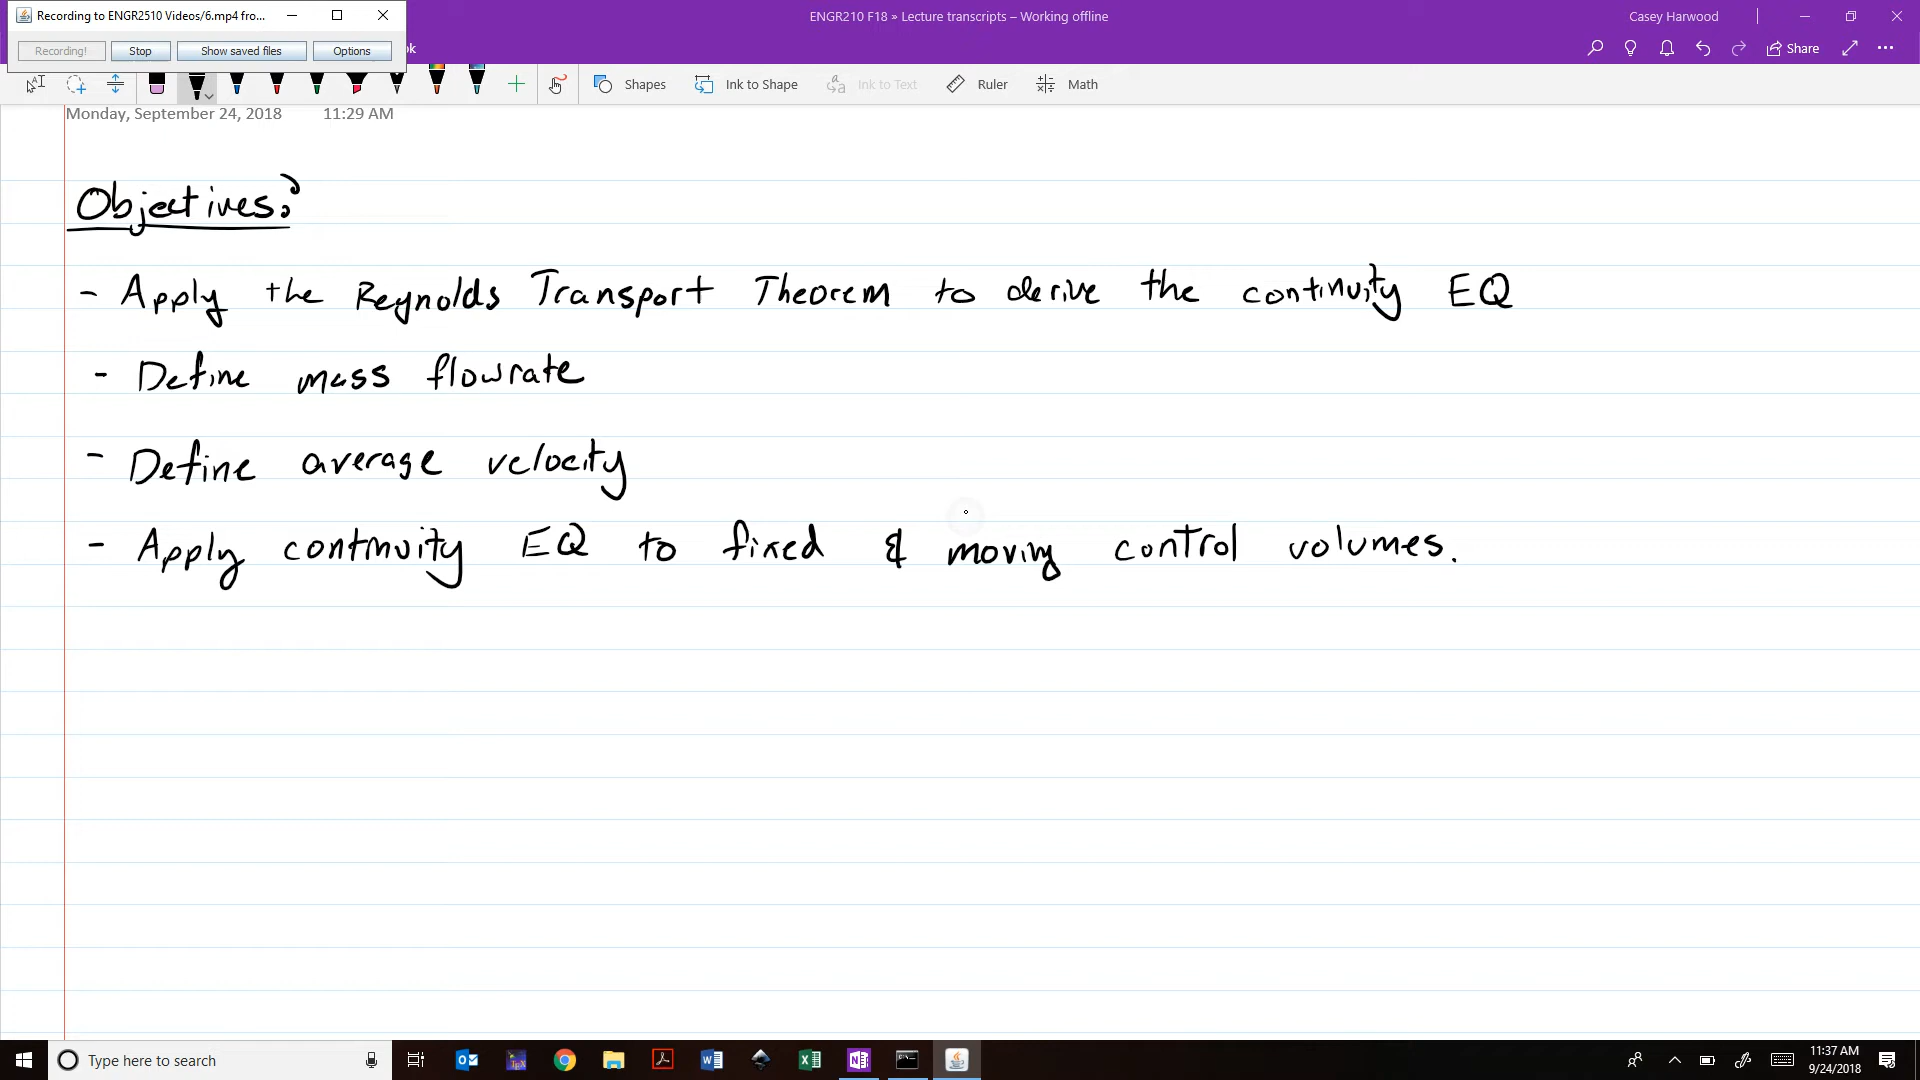 Recording to ENGR2510 Videos/6.mp4 fro...
ENGR210 F18 » Lecture transcripts – Working offline
Casey Harwood
Recording!
Stop
Show saved files
Options
ok
Share
Shapes
Ink to Shape
Ink to Text
Ruler
Math
Monday, September 24, 2018 11:29 AM
Objectives:
- Apply the Reynolds Transport Theorem to derive the continuity EQ
- Define mass flowrate
- Define average velocity
- Apply continuity EQ to fixed & moving control volumes.
Type here to search
11:37 AM
9/24/2018